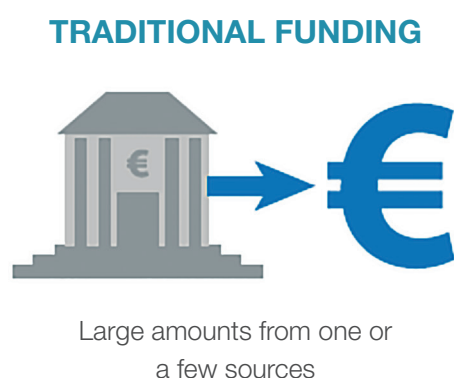 TRADITIONAL FUNDING
€
€
Large amounts from one or
a few sources